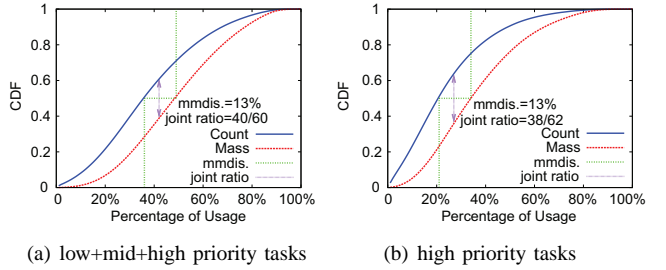 1
0.8
0.6
0.4
0.2
0
CDF
mmdis.=13%
joint ratio=40/60
Count
Mass
mmdis.
joint ratio
0 20% 40% 60% 80% 100%
Percentage of Usage
(a) low+mid+high priority tasks
1
0.8
0.6
0.4
0.2
0
CDF
mmdis.=13%
joint ratio=38/62
Count
Mass
mmdis.
joint ratio
0 20% 40% 60% 80% 100%
Percentage of Usage
(b) high priority tasks